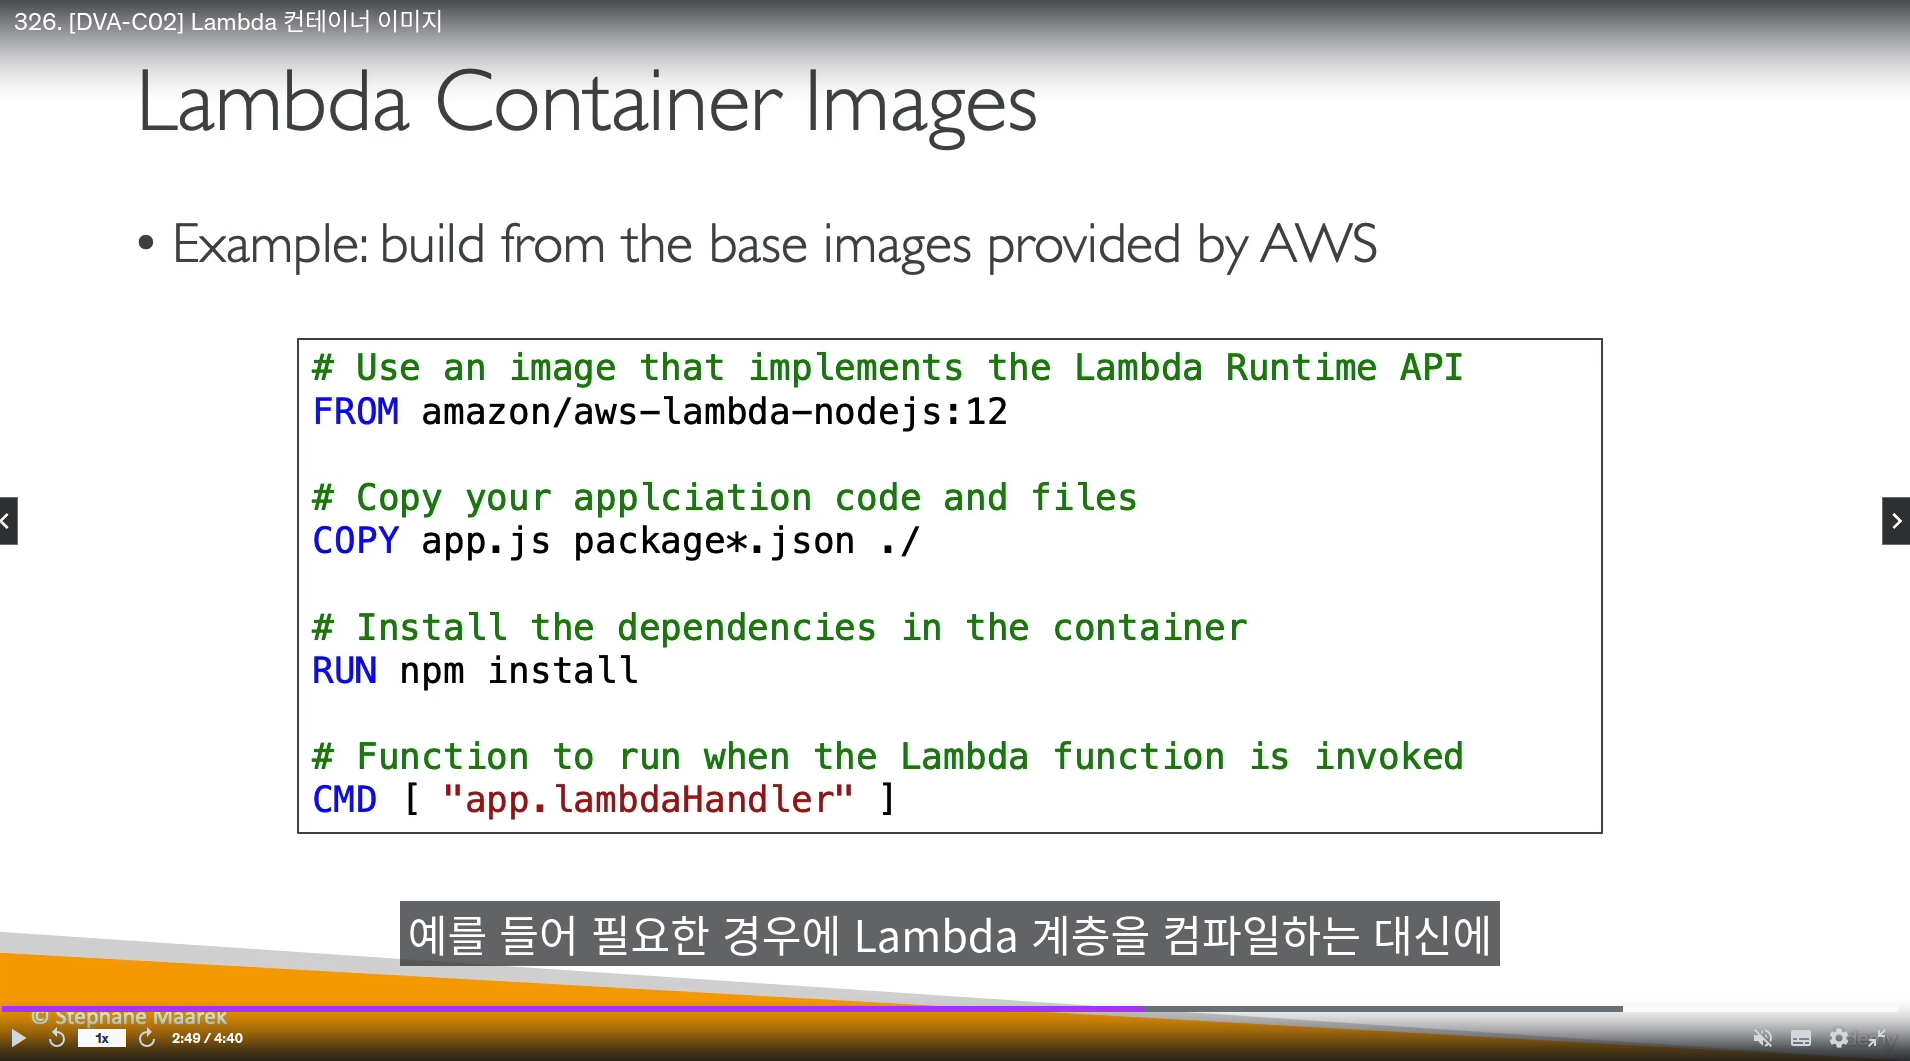 326. [DVA-C02] Lambda 컨테이너 이미지
Lambda Container Images
• Example: build from the base images provided by AWS
# Use an image that implements the Lambda Runtime API
FROM amazon/aws-lambda-nodejs:12
# Copy your applciation code and files
COPY app.js package*.json ./
# Install the dependencies in the container
RUN npm install
# Function to run when the Lambda function is invoked
CMD [ "app.lambdaHandler" ]
예를 들어 필요한 경우에 Lambda 계층을 컴파일하는 대신에
© Stephane Maarek
1x 2:49 / 4:40